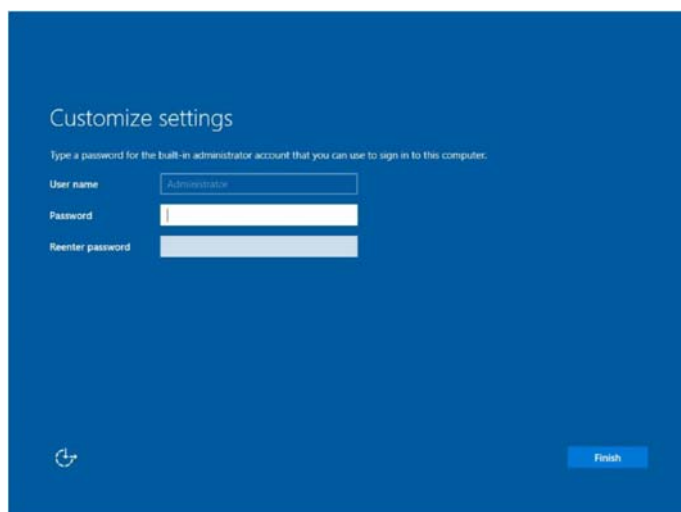 Customize settings
Type a password for the built-in administrator account that you can use to sign in to this computer.
User name
Administrator
Password
Reenter password
Finish